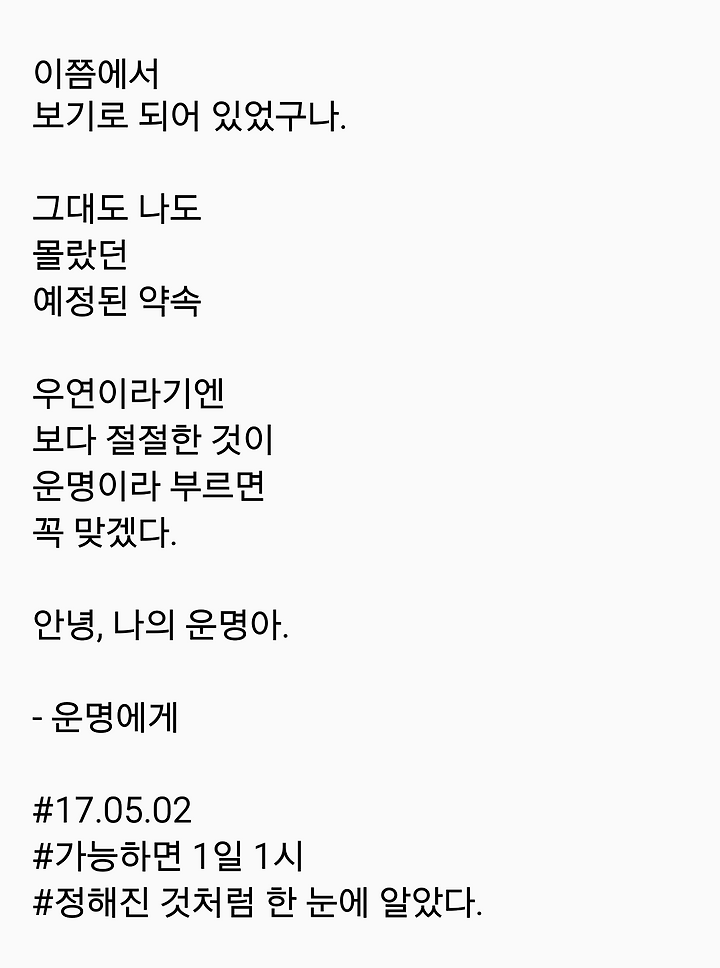 이쯤에서
보기로 되어 있었구나.
그대도 나도
몰랐던
예정된 약속
우연이라기엔
보다 절절한 것이
운명이라 부르면
꼭 맞겠다.
안녕, 나의 운명아.
- 운명에게
#17.05.02
#가능하면 1일 1시
#정해진 것처럼 한 눈에 알았다.